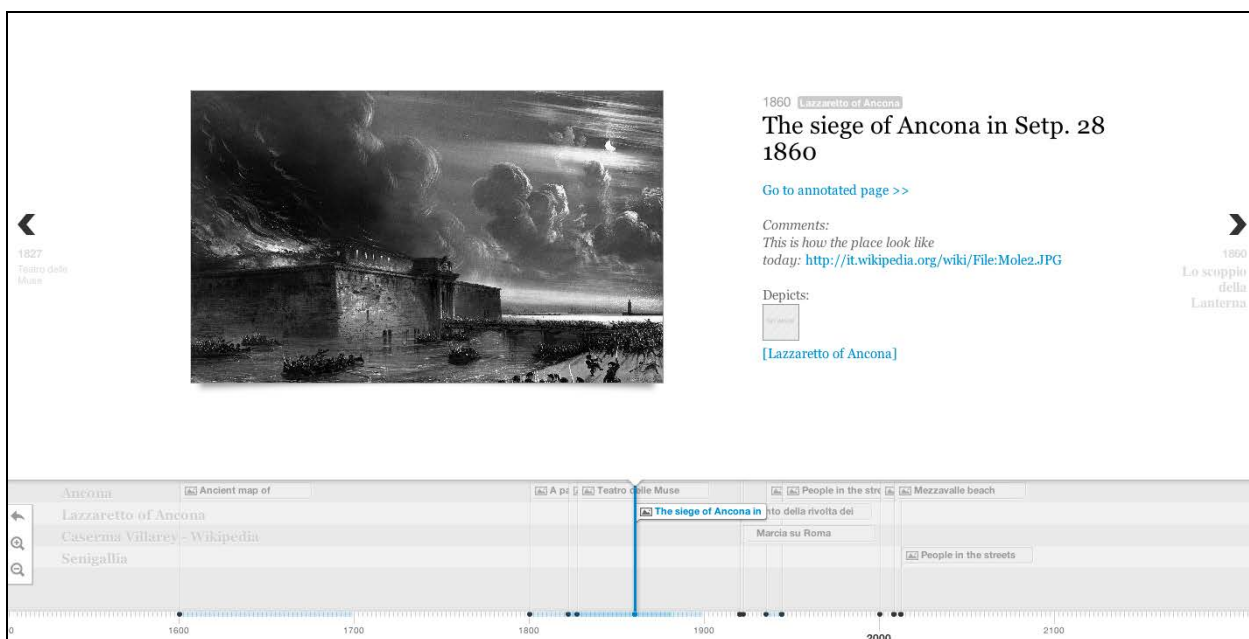 1860 Lazzaretto of Ancona
The siege of Ancona in Setp. 28
1860
Go to annotated page >>
Comments:
This is how the place look like
today: http://it.wikipedia.org/wiki/File:Mole2.JPG
Depicts:
[Lazzaretto of Ancona]
1827
Teatro delle
Muse
1860
Lo scoppio
della
Lanterna
Ancona
Ancient map of
A pa
Teatro delle Muse
People in the stre
Mezzavalle beach
Lazzaretto of Ancona
The siege of Ancona in
nto della rivolta dei
Caserma Villarey - Wikipedia
Marcia su Roma
Senigallia
People in the streets
0
1600
1700
1800
1900
2000
2100